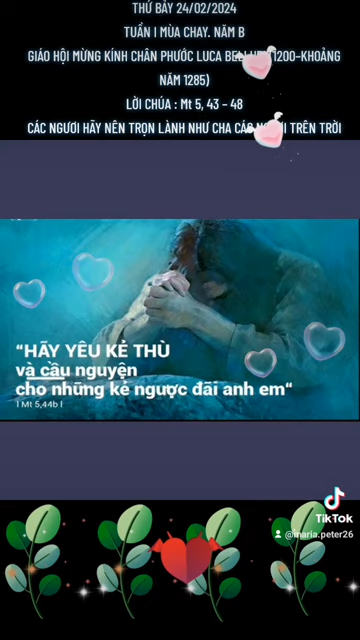 THỨ BẢY 24/02/2024
TUẦN I MÙA CHAY. NĂM B
GIÁO HỘI MỪNG KÍNH CHÂN PHƯỚC LUCA 1200-KHOẢNG
NĂM 1285)
LỜI CHÚA : Mt 5, 43 – 48
CÁC NGƯƠI HÃY NÊN TRỌN LÀNH NHƯ CHA TRÊN TRỜI
“HÃY YÊU KẺ THÙ
và cầu nguyện
cho những kẻ ngược đãi anh em“
I Mt 5,44b I
TikTok
@maria.peter26